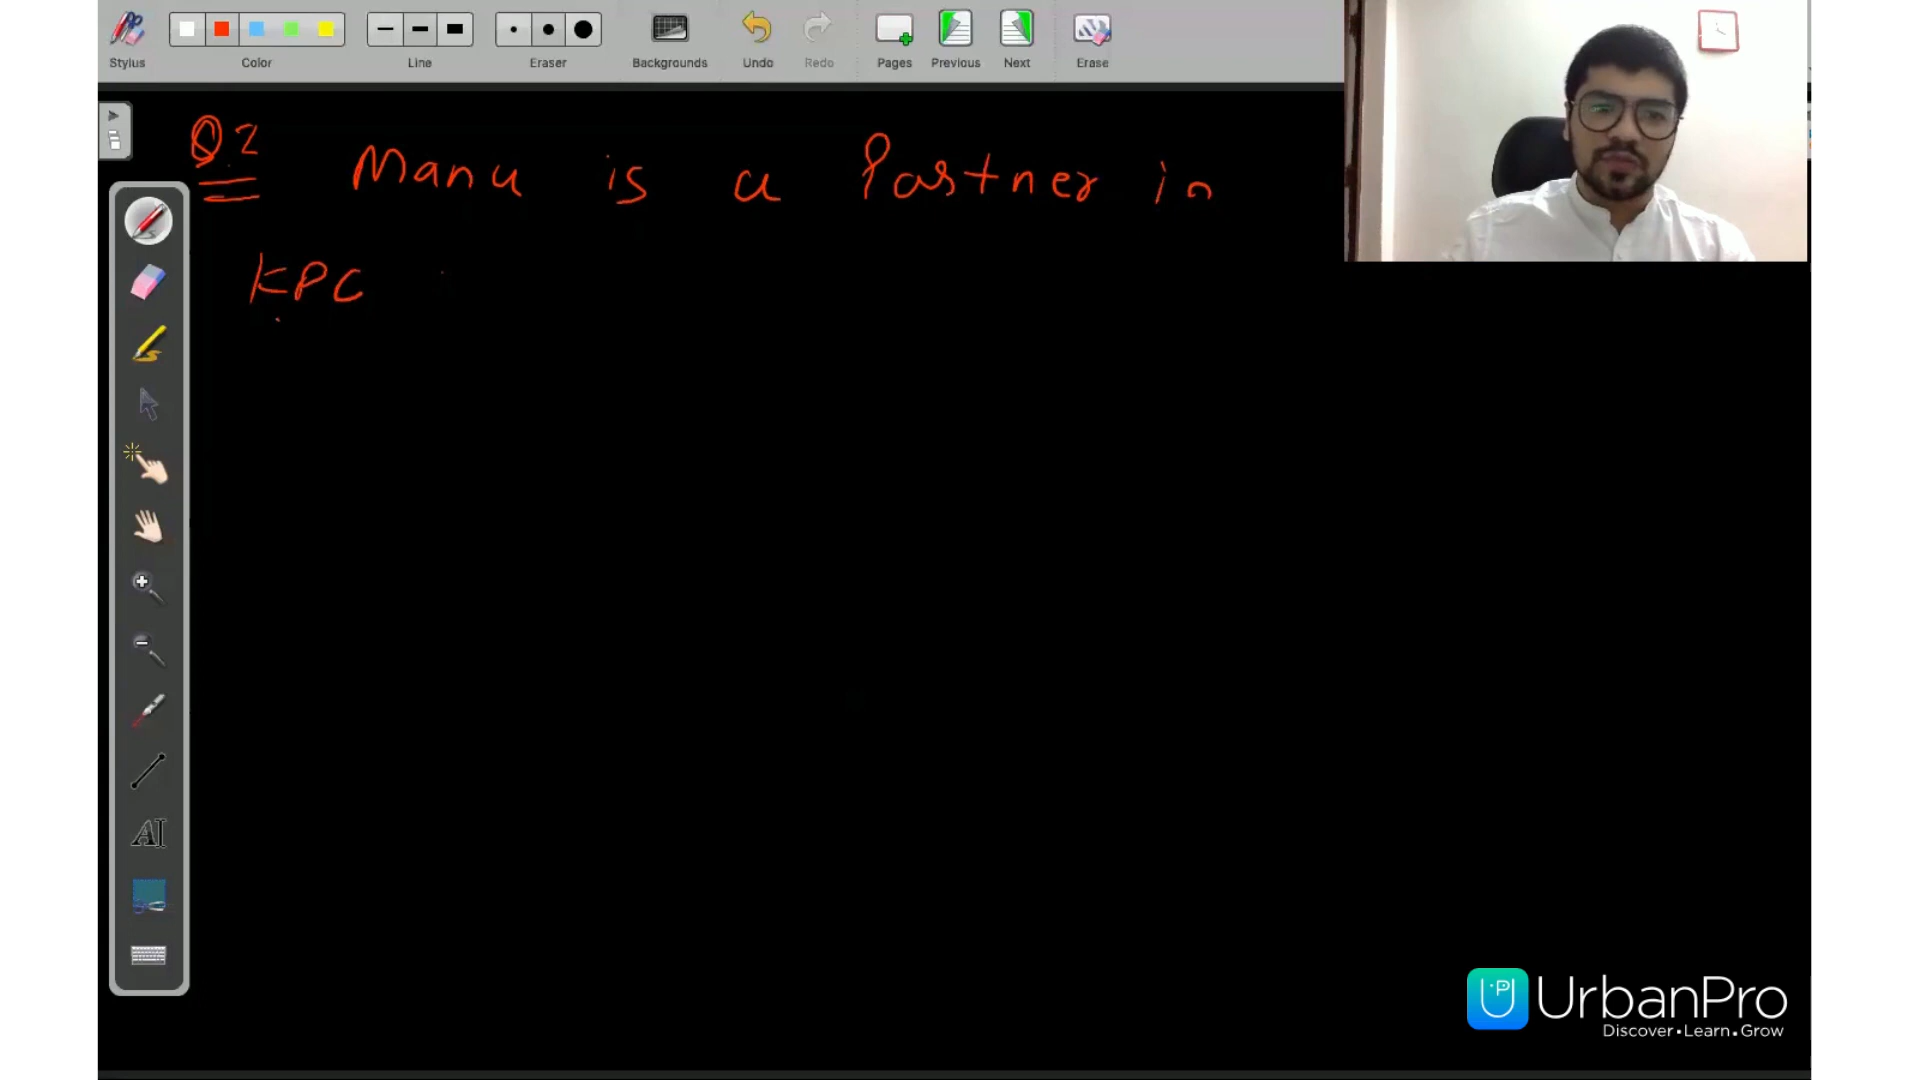 Stylus
Color
Line
Eraser
Backgrounds
Undo
Redo
Pages
Previous
Next
Erase
Q2 Manu is a Partner in
KPC
AI
UrbanPro
Discover • Learn • Grow